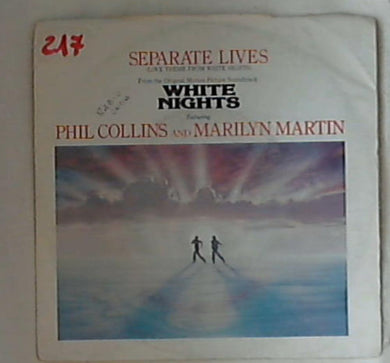 217
SEPARATE LIVES
(LOVE THEME FROM WHITE NIGHTS)
From the Original Motion Picture Soundtrack
WHITE
NIGHTS
Featuring
PHIL COLLINS AND MARILYN MARTIN